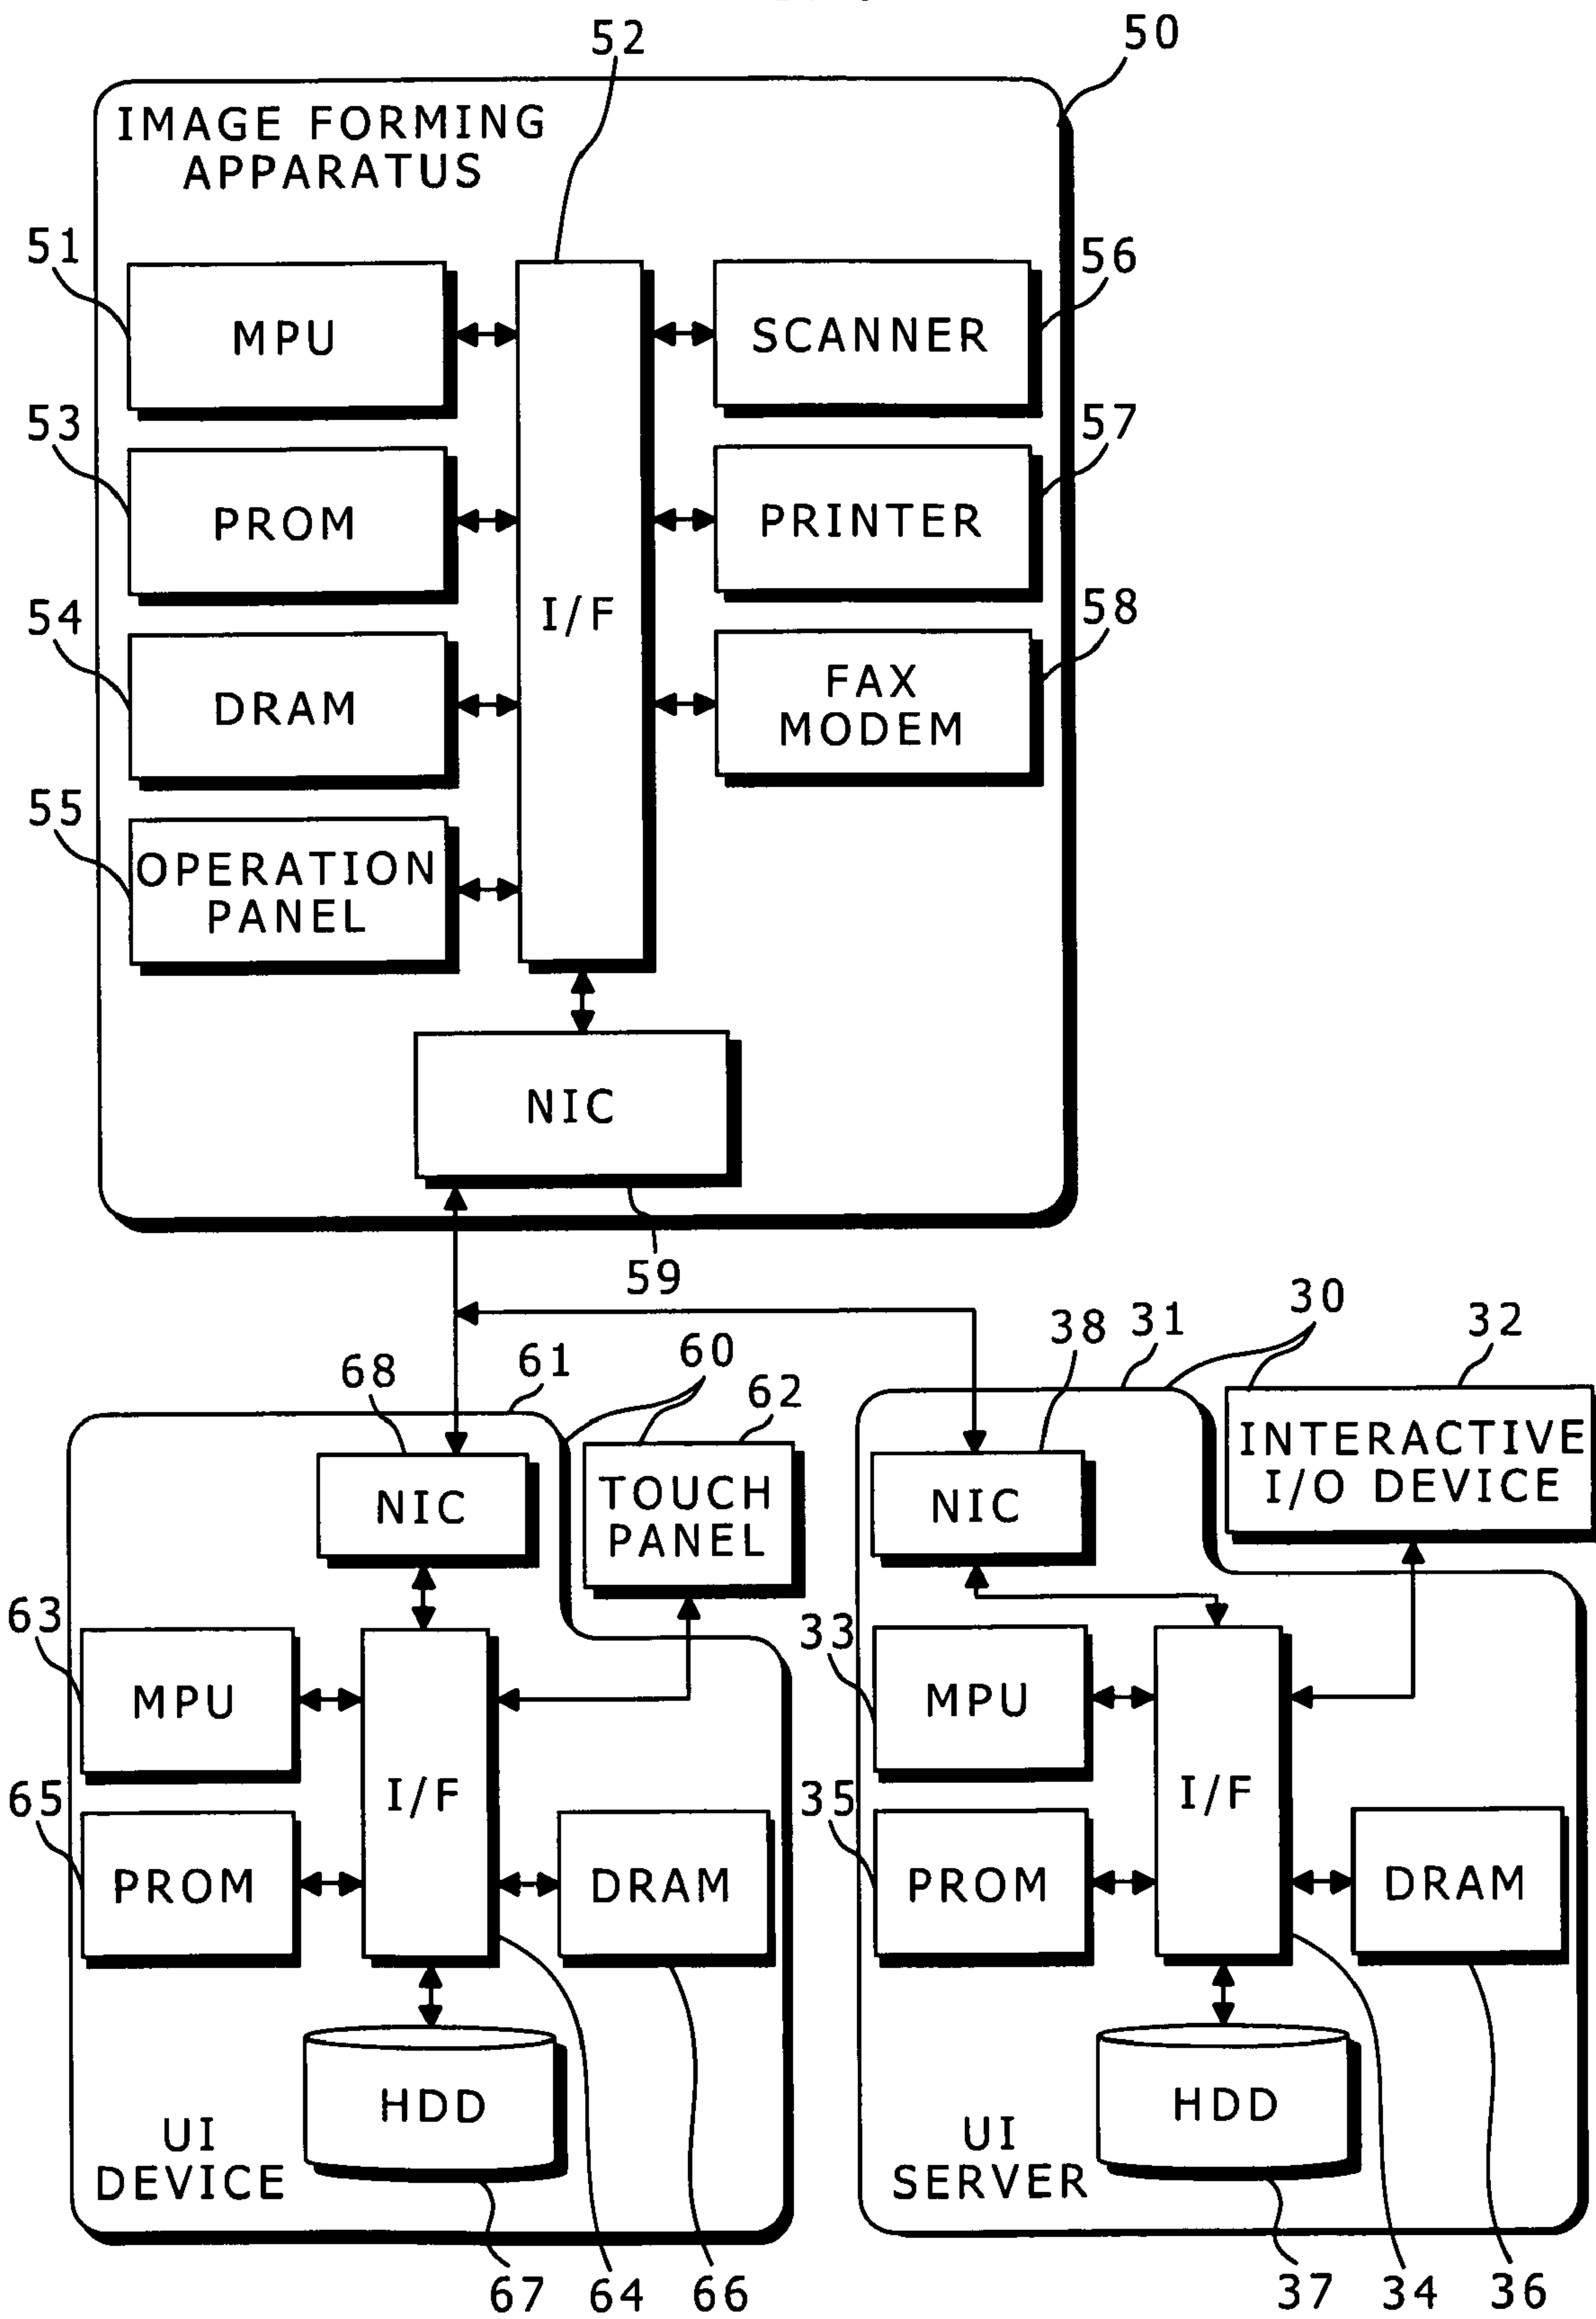 52
50
IMAGE FORMING
APPARATUS
51
56
MPU
SCANNER
53
57
PROM
PRINTER
I/F
54
58
DRAM
FAX
MODEM
55
OPERATION
PANEL
NIC
59
68
61
60
62
38
31
30
32
NIC
TOUCH
PANEL
NIC
INTERACTIVE
I/O DEVICE
63
33
MPU
MPU
I/F
I/F
65
35
PROM
DRAM
PROM
DRAM
HDD
HDD
UI
DEVICE
UI
SERVER
67
64
66
37
34
36